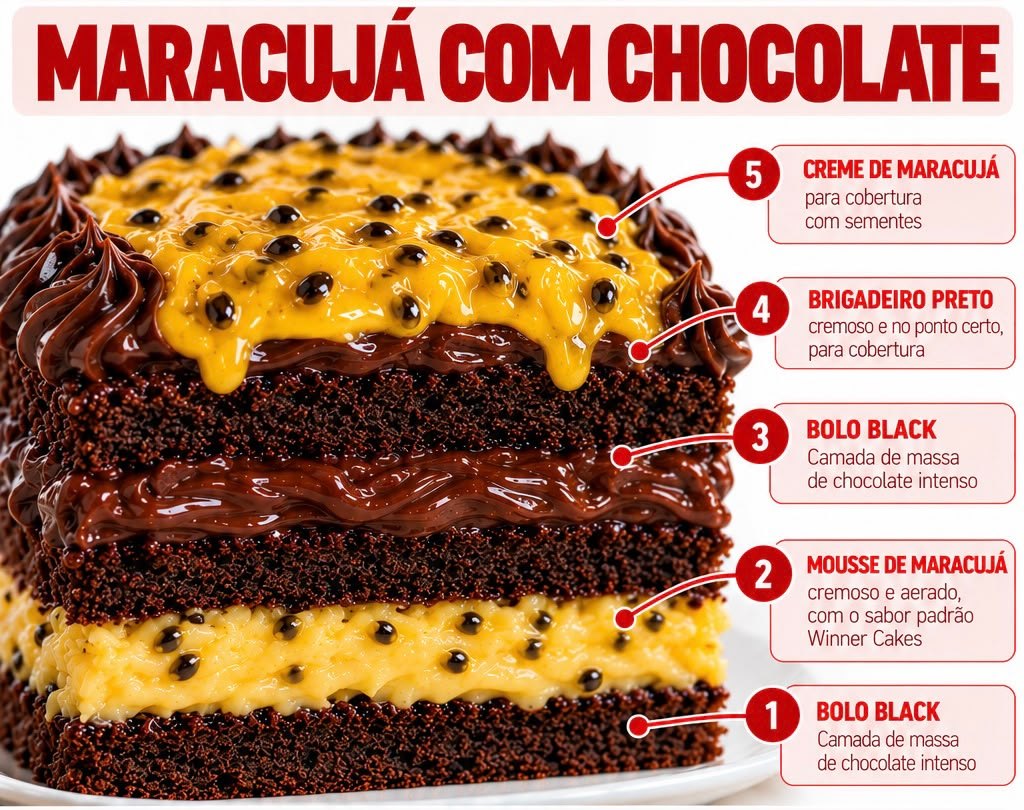 MARACUJÁ COM CHOCOLATE
5
CREME DE MARACUJÁ
para cobertura
com sementes
4
BRIGADEIRO PRETO
cremoso e no ponto certo,
para cobertura
3
BOLO BLACK
Camada de massa
de chocolate intenso
2
MOUSSE DE MARACUJÁ
cremoso e aerado,
com o sabor padrão
Winner Cakes
1
BOLO BLACK
Camada de massa
de chocolate intenso